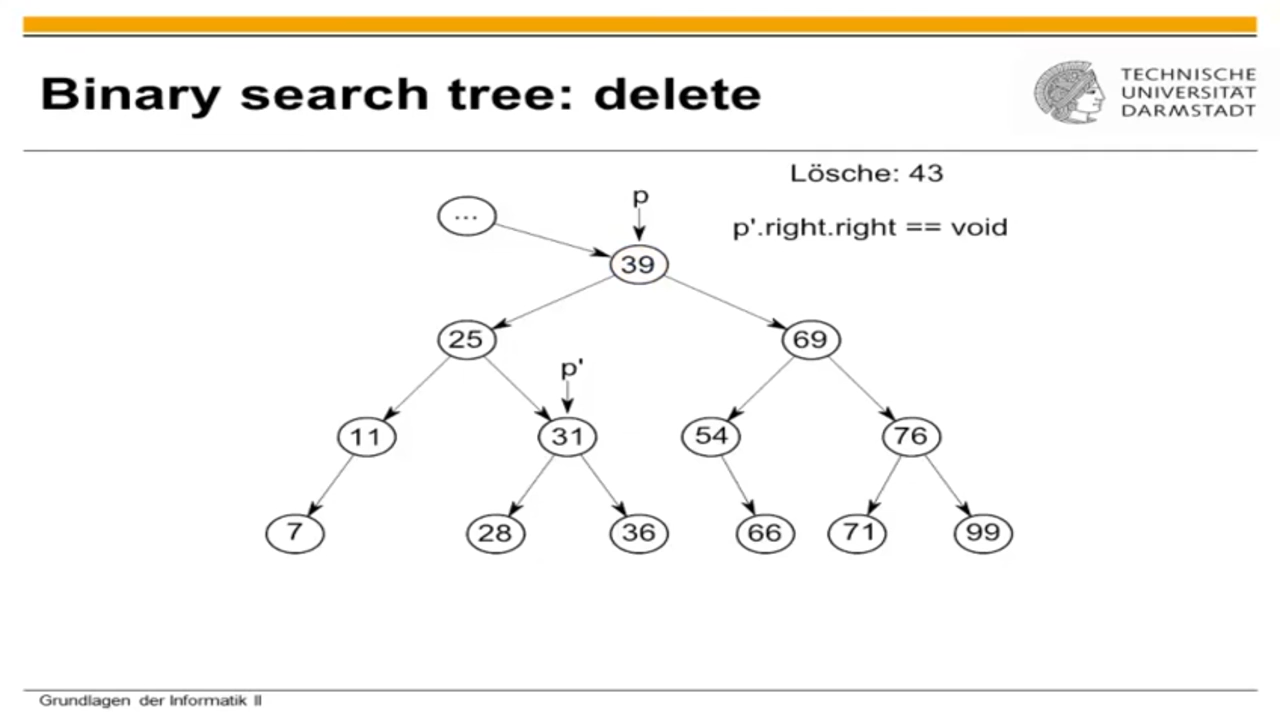 Binary search tree: delete
TECHNISCHE
UNIVERSITÄT
DARMSTADT
Lösche: 43
p
...
p'.right.right == void
39
25
69
p'
11
31
54
76
7
28
36
66
71
99
Grundlagen der Informatik II